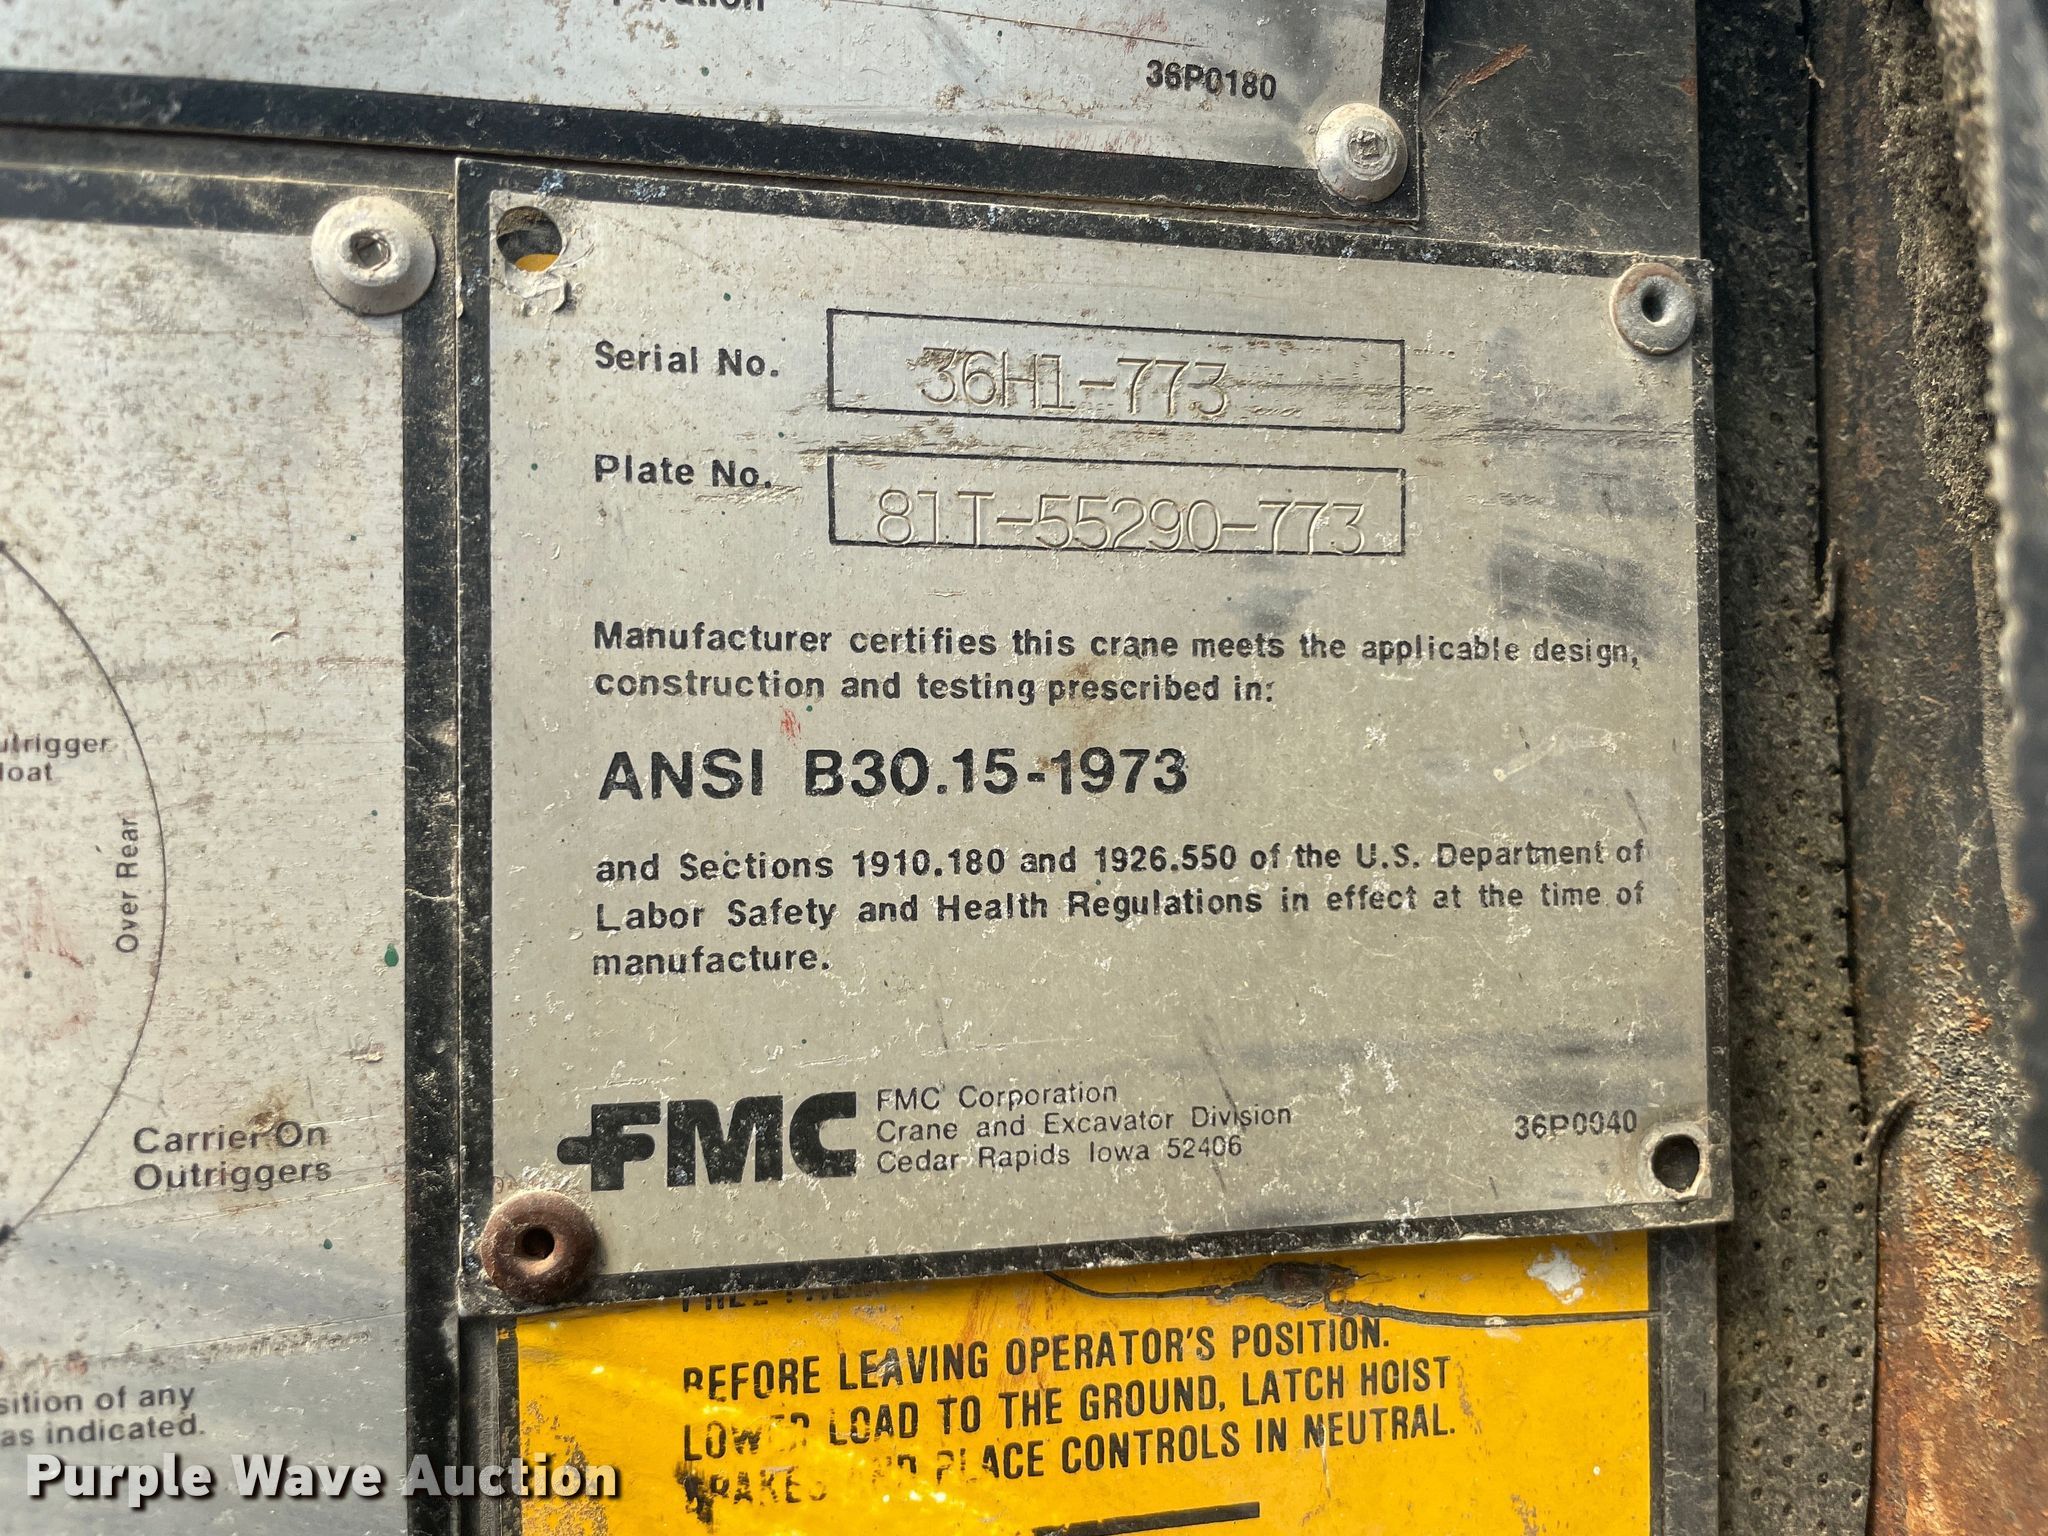 36P0180
Serial No. 36H1-773
Plate No. 81T-55290-773
Manufacturer certifies this crane meets the applicable design,
construction and testing prescribed in:
ANSI B30.15-1973
and Sections 1910.180 and 1926.550 of the U.S. Department of
Labor Safety and Health Regulations in effect at the time of
manufacture.
FMC
FMC Corporation
Crane and Excavator Division
Cedar Rapids Iowa 52406
36P0040
Over Rear
Carrier On
Outriggers
of any
as indicated.
BEFORE LEAVING OPERATOR'S POSITION.
LOWER LOAD TO THE GROUND, LATCH HOIST
BRAKES AND PLACE CONTROLS IN NEUTRAL.
Purple Wave Auction